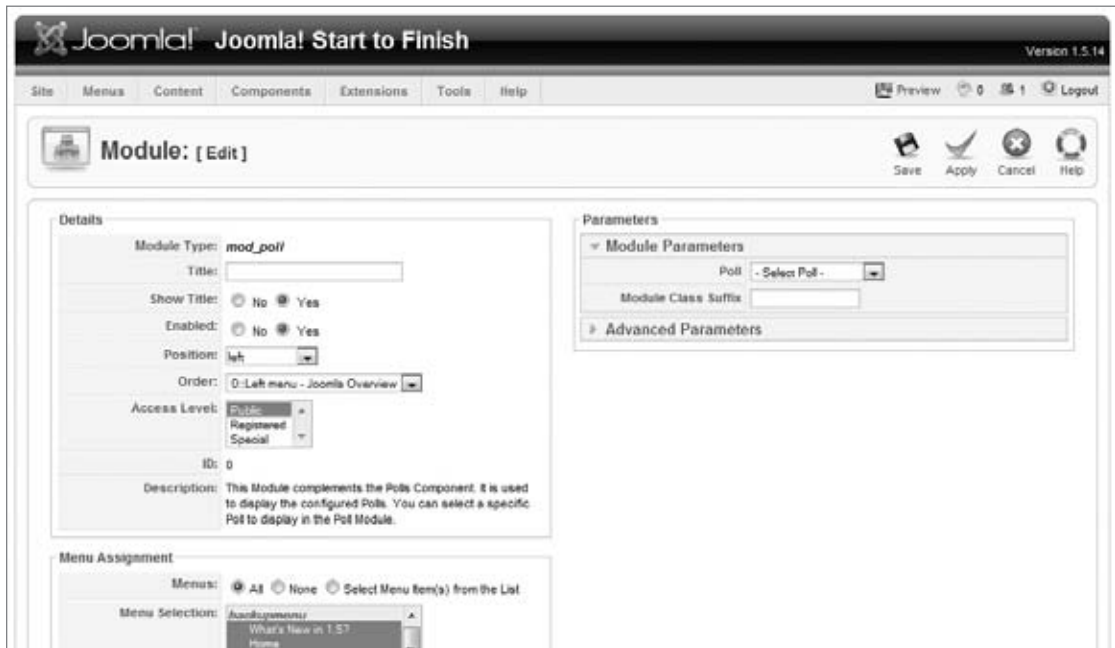 Joomla! Joomla! Start to Finish
Version 1.5.14
Site Menus Content Components Extensions Tools Help
Preview 0 1 Logout
Module: [ Edit ]
Save Apply Cancel Help
Details
Module Type: mod_poll
Title:
Show Title: No Yes
Enabled: No Yes
Position: left
Order: 0::Left menu - Joomla Overview
Access Level: Public
Registered
Special
ID: 0
Description: This Module complements the Polls Component. It is used
to display the configured Polls. You can select a specific
Poll to display in the Poll Module.
Parameters
Module Parameters
Poll - Select Poll -
Module Class Suffix
Advanced Parameters
Menu Assignment
Menus: All None Select Menu Item(s) from the List
Menu Selection: backupmenu
What's New in 1.5?
Home